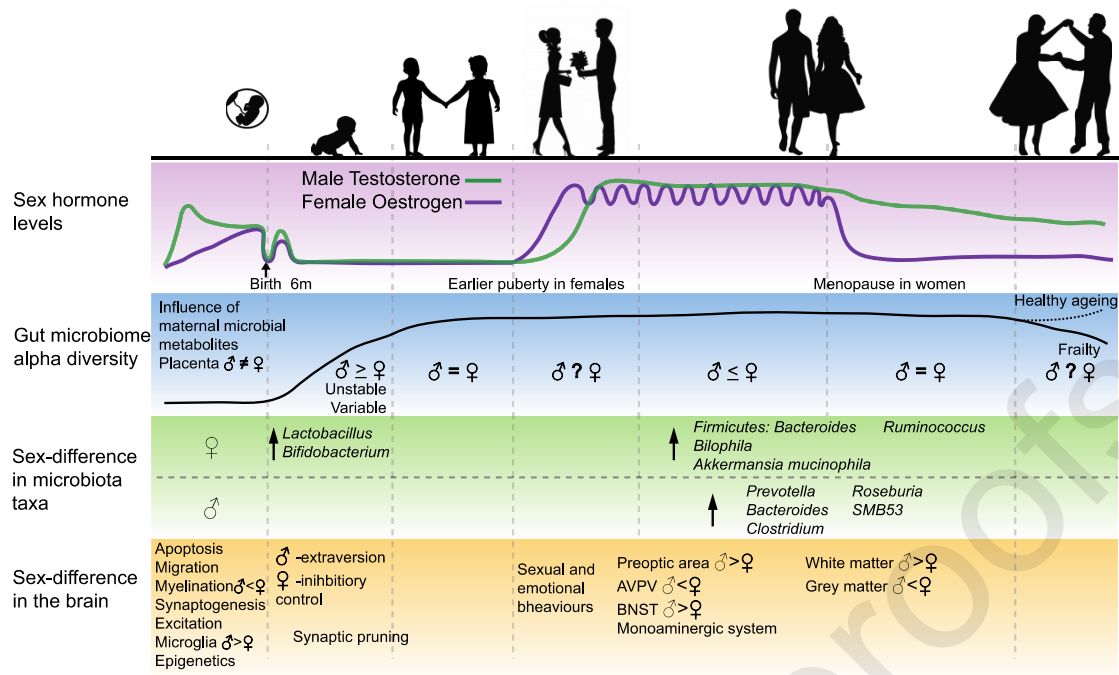 Sex hormone
levels
Male Testosterone
Female Oestrogen
Birth 6m
Earlier puberty in females
Menopause in women
Gut microbiome
alpha diversity
Influence of
maternal microbial
metabolites
Placenta ♂ ≠ ♀
♂ ≥ ♀
Unstable
Variable
♂ = ♀
♂ ? ♀
♂ ≤ ♀
♂ = ♀
Healthy ageing
Frailty
♂ ? ♀
Sex-difference
in microbiota
taxa
♀
Lactobacillus
Bifidobacterium
Firmicutes: Bacteroides
Bilophila
Akkermansia mucinophila
Ruminococcus
♂
Prevotella
Bacteroides
Clostridium
Roseburia
SMB53
Sex-difference
in the brain
Apoptosis
Migration
Myelination♂<♀
Synaptogenesis
Excitation
Microglia ♂>♀
Epigenetics
♂ -extraversion
♀ -inihbitiory
control
Synaptic pruning
Sexual and
emotional
bheaviours
Preoptic area ♂>♀
AVPV ♂<♀
BNST ♂>♀
Monoaminergic system
White matter ♂>♀
Grey matter ♂<♀
proofs